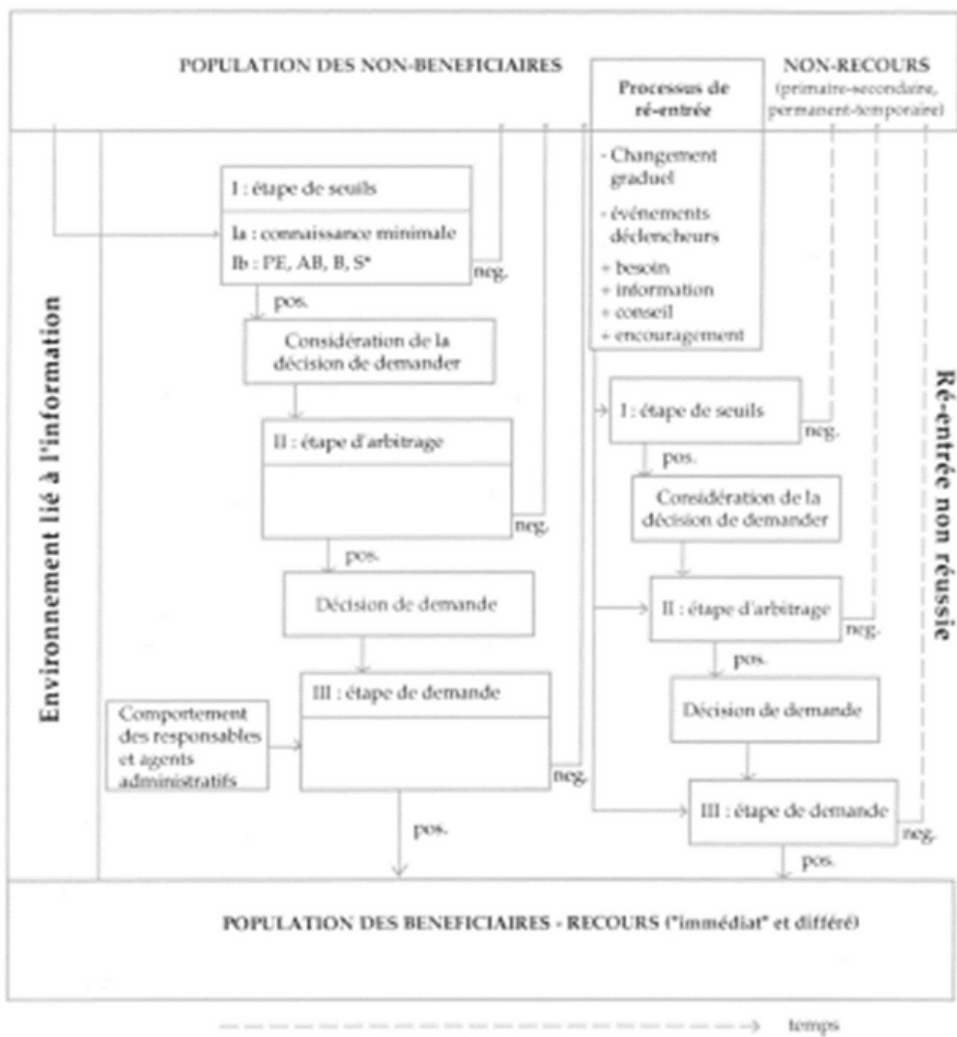 POPULATION DES NON-BENEFICIAIRES
NON-RECOURS
(primaire-secondaire,
permanent-temporaire)
Processus de
ré-entrée
- Changement
graduel
- événements
déclencheurs
+ besoin
+ information
+ conseil
+ encouragement
Environnement lié à l'information
I : étape de seuils
Ia : connaissance minimale
Ib : PE, AB, B, S*
neg.
pos.
Considération de la
décision de demander
II : étape d'arbitrage
neg.
pos.
Décision de demande
III : étape de demande
Comportement
des responsables
et agents
administratifs
neg.
pos.
I : étape de seuils
neg.
pos.
Considération de la
décision de demander
II : étape d'arbitrage
neg.
pos.
Décision de demande
III : étape de demande
neg.
pos.
Ré-entrée non réussie
POPULATION DES BENEFICIAIRES - RECOURS ("immédiat" et différé)
temps